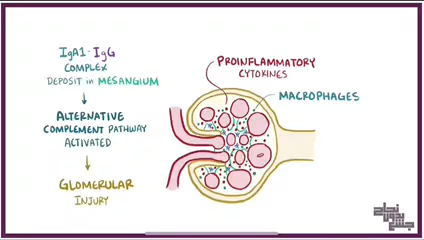 IgA1-IgG
COMPLEX
DEPOSIT in MESANGIUM
ALTERNATIVE
COMPLEMENT PATHWAY
ACTIVATED
GLOMERULAR
INJURY
PROINFLAMMATORY
CYTOKINES
MACROPHAGES